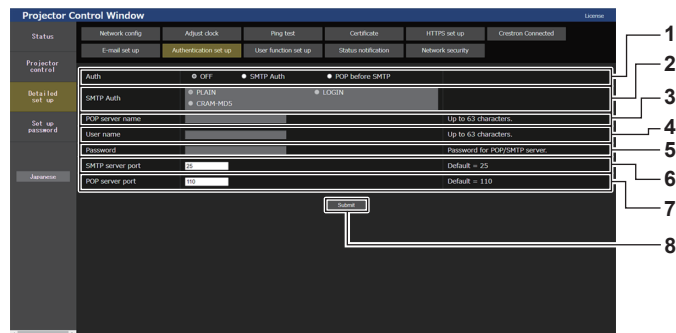 Projector Control Window
License
Status
Network config
Adjust clock
Ping test
Certificate
HTTPS set up
Crestron Connected
E-mail set up
Authentication set up
User function set up
Status notification
Network security
Projector
control
Detailed
set up
Set up
password
Japanese
Auth
OFF
SMTP Auth
POP before SMTP
SMTP Auth
PLAIN
LOGIN
CRAM-MD5
POP server name
Up to 63 characters.
User name
Up to 63 characters.
Password
Password for POP/SMTP server.
SMTP server port
25
Default = 25
POP server port
110
Default = 110
Submit
1
2
3
4
5
6
7
8